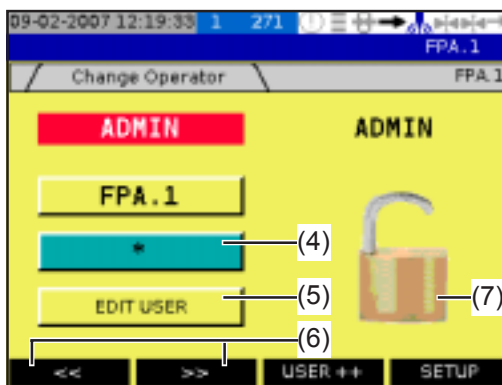 09-02-2007 12:19:33 1 271
FPA.1
Change Operator FPA.1
ADMIN ADMIN
FPA.1
* (4)
EDIT USER (5) (7)
(6)
<< >> USER ++ SETUP